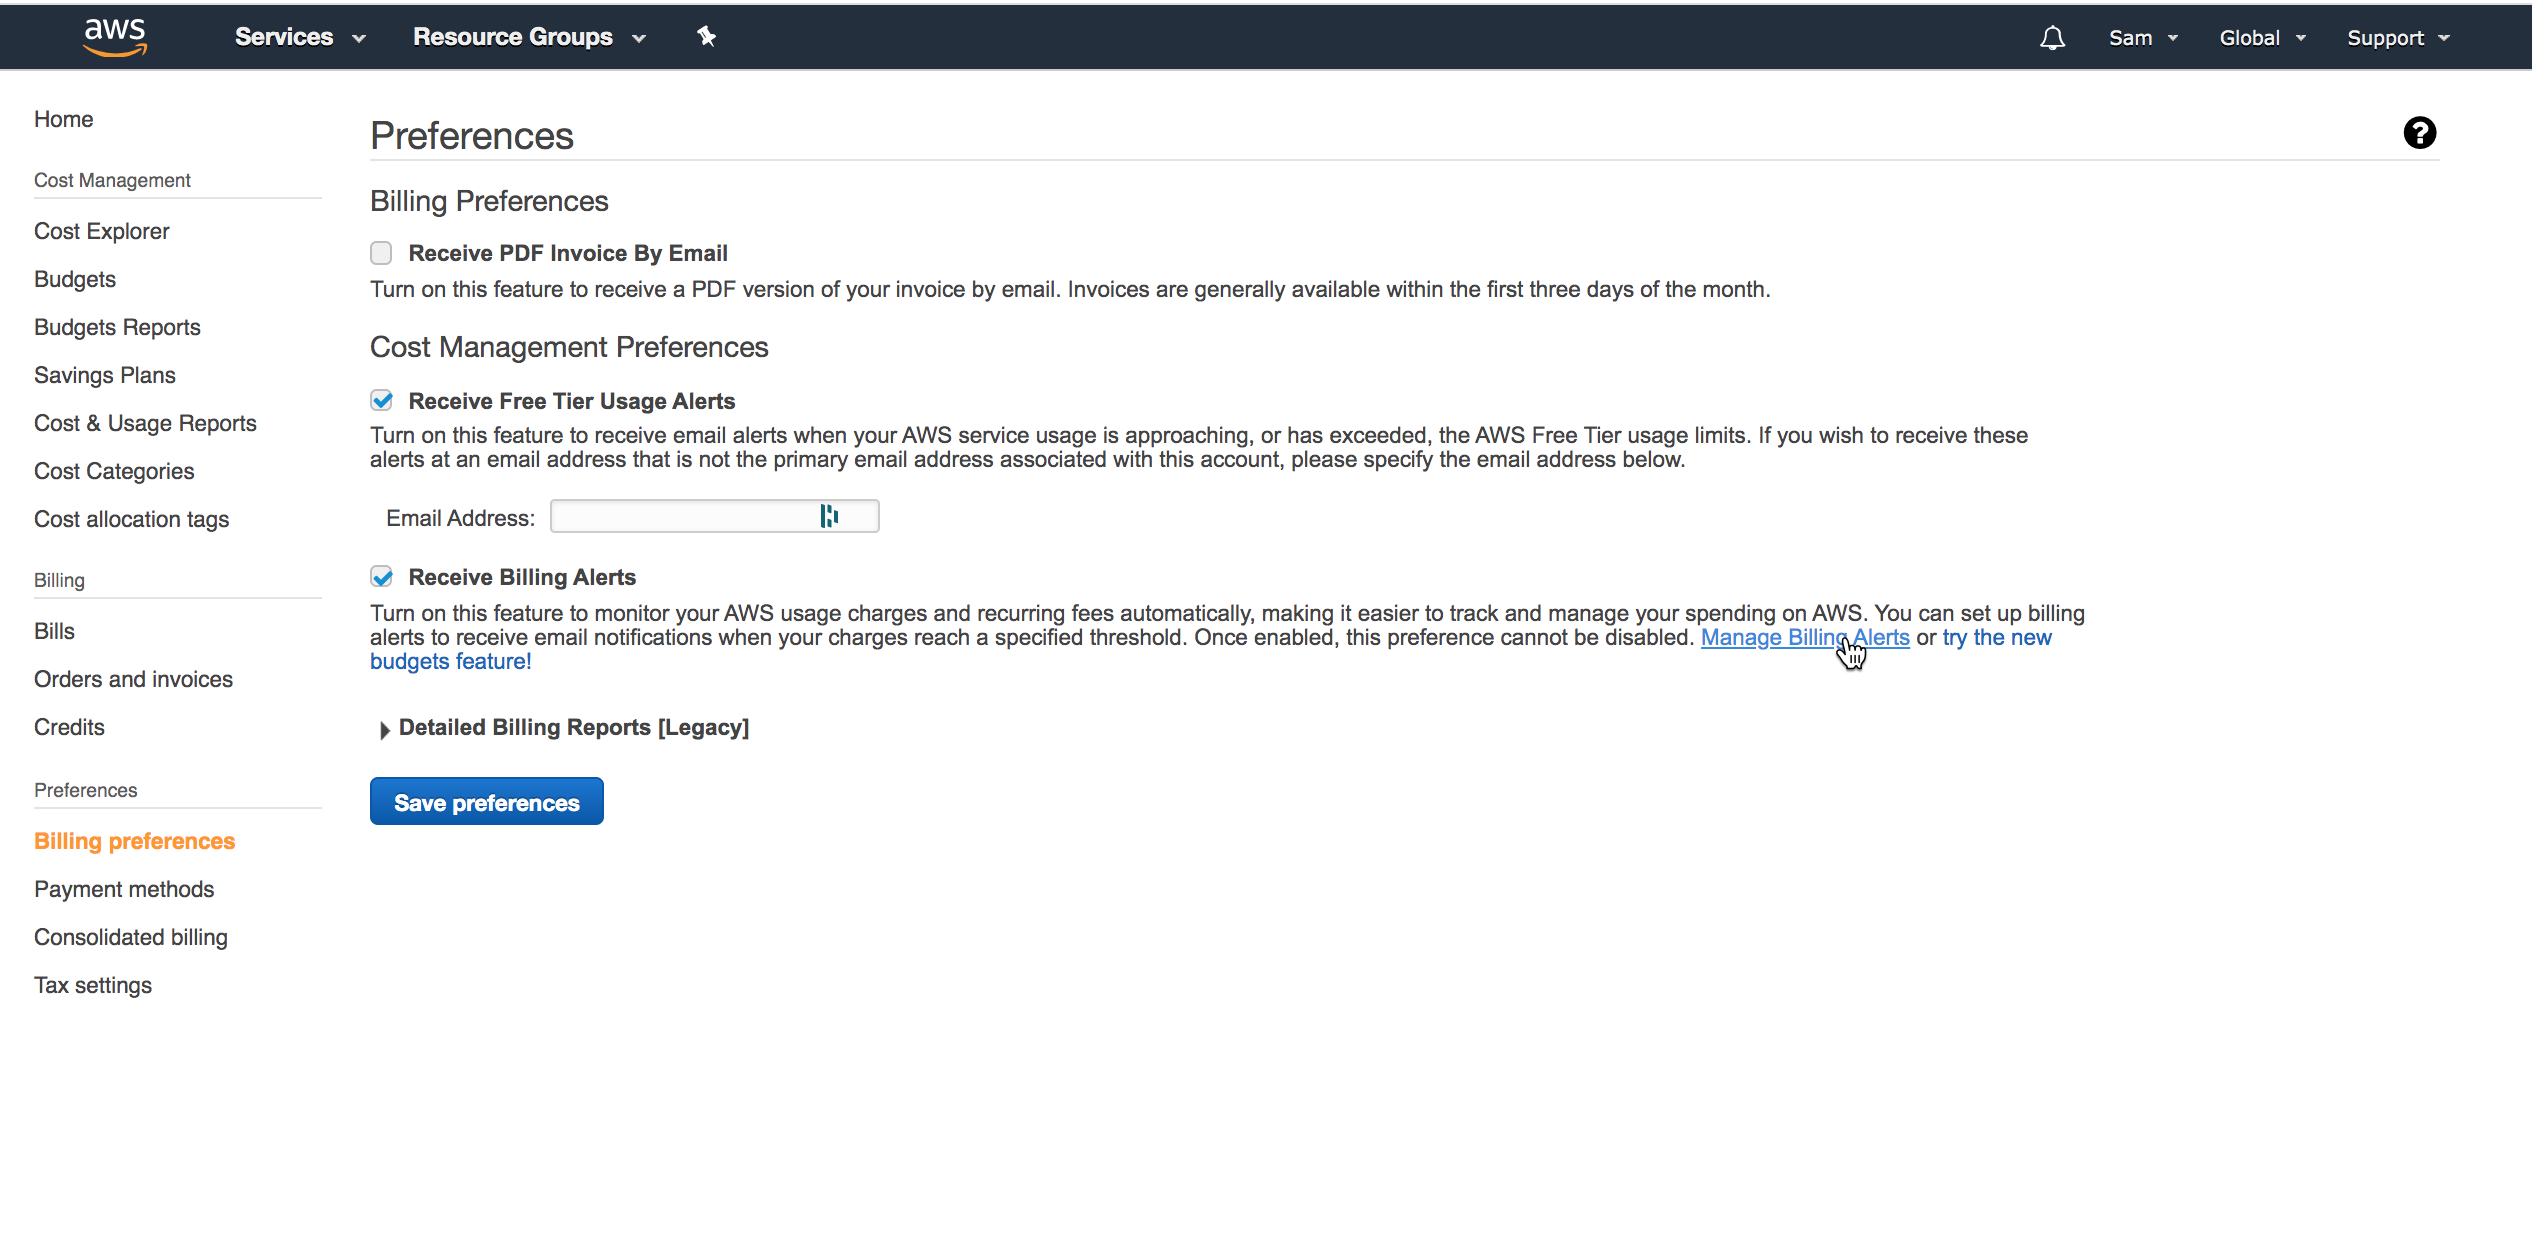 aws
Services
Resource Groups
Sam
Global
Support
Home
Cost Management
Cost Explorer
Budgets
Budgets Reports
Savings Plans
Cost & Usage Reports
Cost Categories
Cost allocation tags
Billing
Bills
Orders and invoices
Credits
Preferences
Billing preferences
Payment methods
Consolidated billing
Tax settings
Preferences
?
Billing Preferences
Receive PDF Invoice By Email
Turn on this feature to receive a PDF version of your invoice by email. Invoices are generally available within the first three days of the month.
Cost Management Preferences
Receive Free Tier Usage Alerts
Turn on this feature to receive email alerts when your AWS service usage is approaching, or has exceeded, the AWS Free Tier usage limits. If you wish to receive these
alerts at an email address that is not the primary email address associated with this account, please specify the email address below.
Email Address:
Receive Billing Alerts
Turn on this feature to monitor your AWS usage charges and recurring fees automatically, making it easier to track and manage your spending on AWS. You can set up billing
alerts to receive email notifications when your charges reach a specified threshold. Once enabled, this preference cannot be disabled. Manage Billing Alerts or try the new
budgets feature!
Detailed Billing Reports [Legacy]
Save preferences